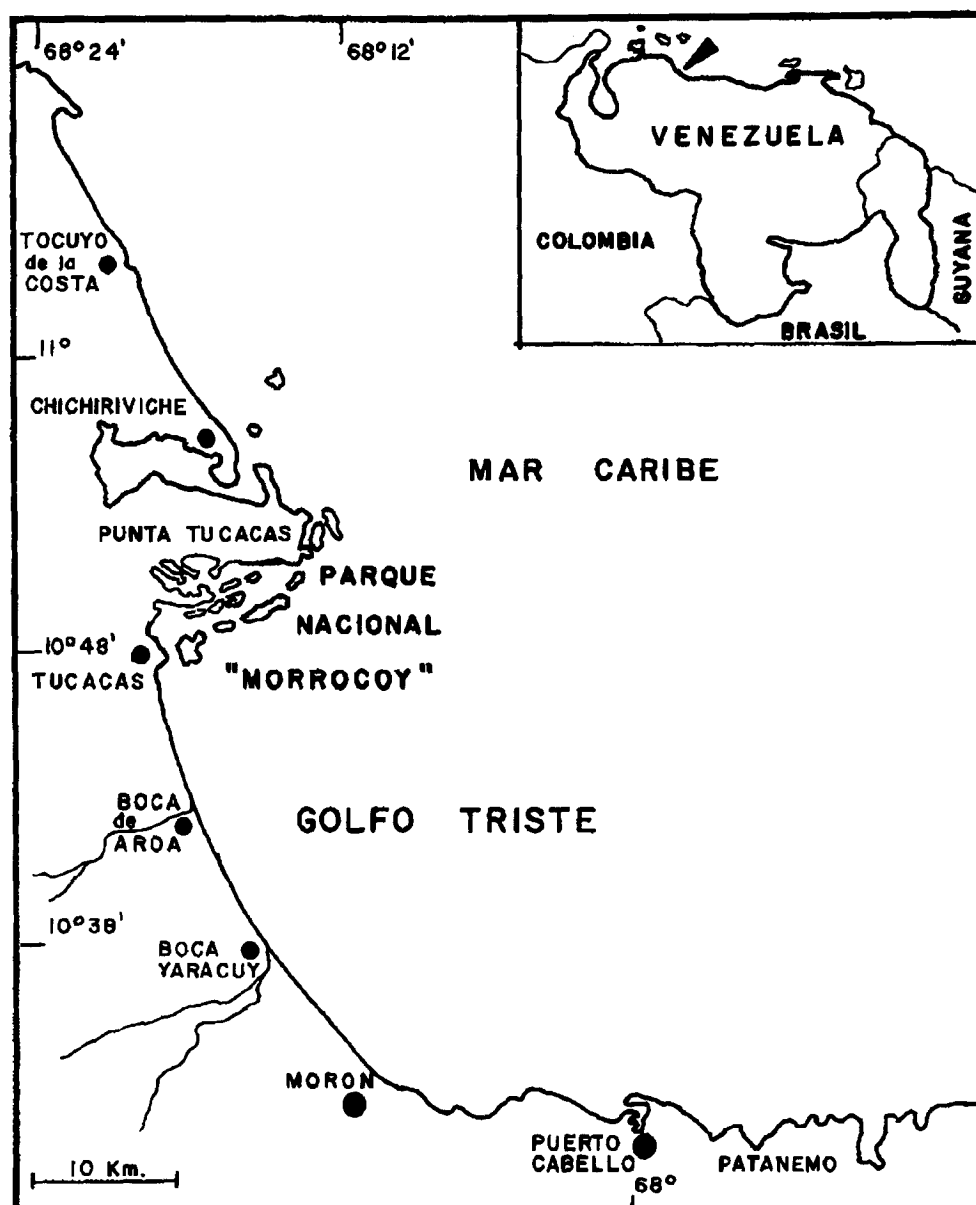 68°24'
68°12'
VENEZUELA
COLOMBIA
GUYANA
BRASIL
TOCUYO
de la
COSTA
11°
CHICHIRIVICHE
MAR CARIBE
PUNTA TUCACAS
PARQUE
NACIONAL
"MORROCOY"
10°48'
TUCACAS
BOCA
de
AROA
GOLFO TRISTE
10°38'
BOCA
YARACUY
MORON
PUERTO
CABELLO
PATANEMO
10 Km.
68°